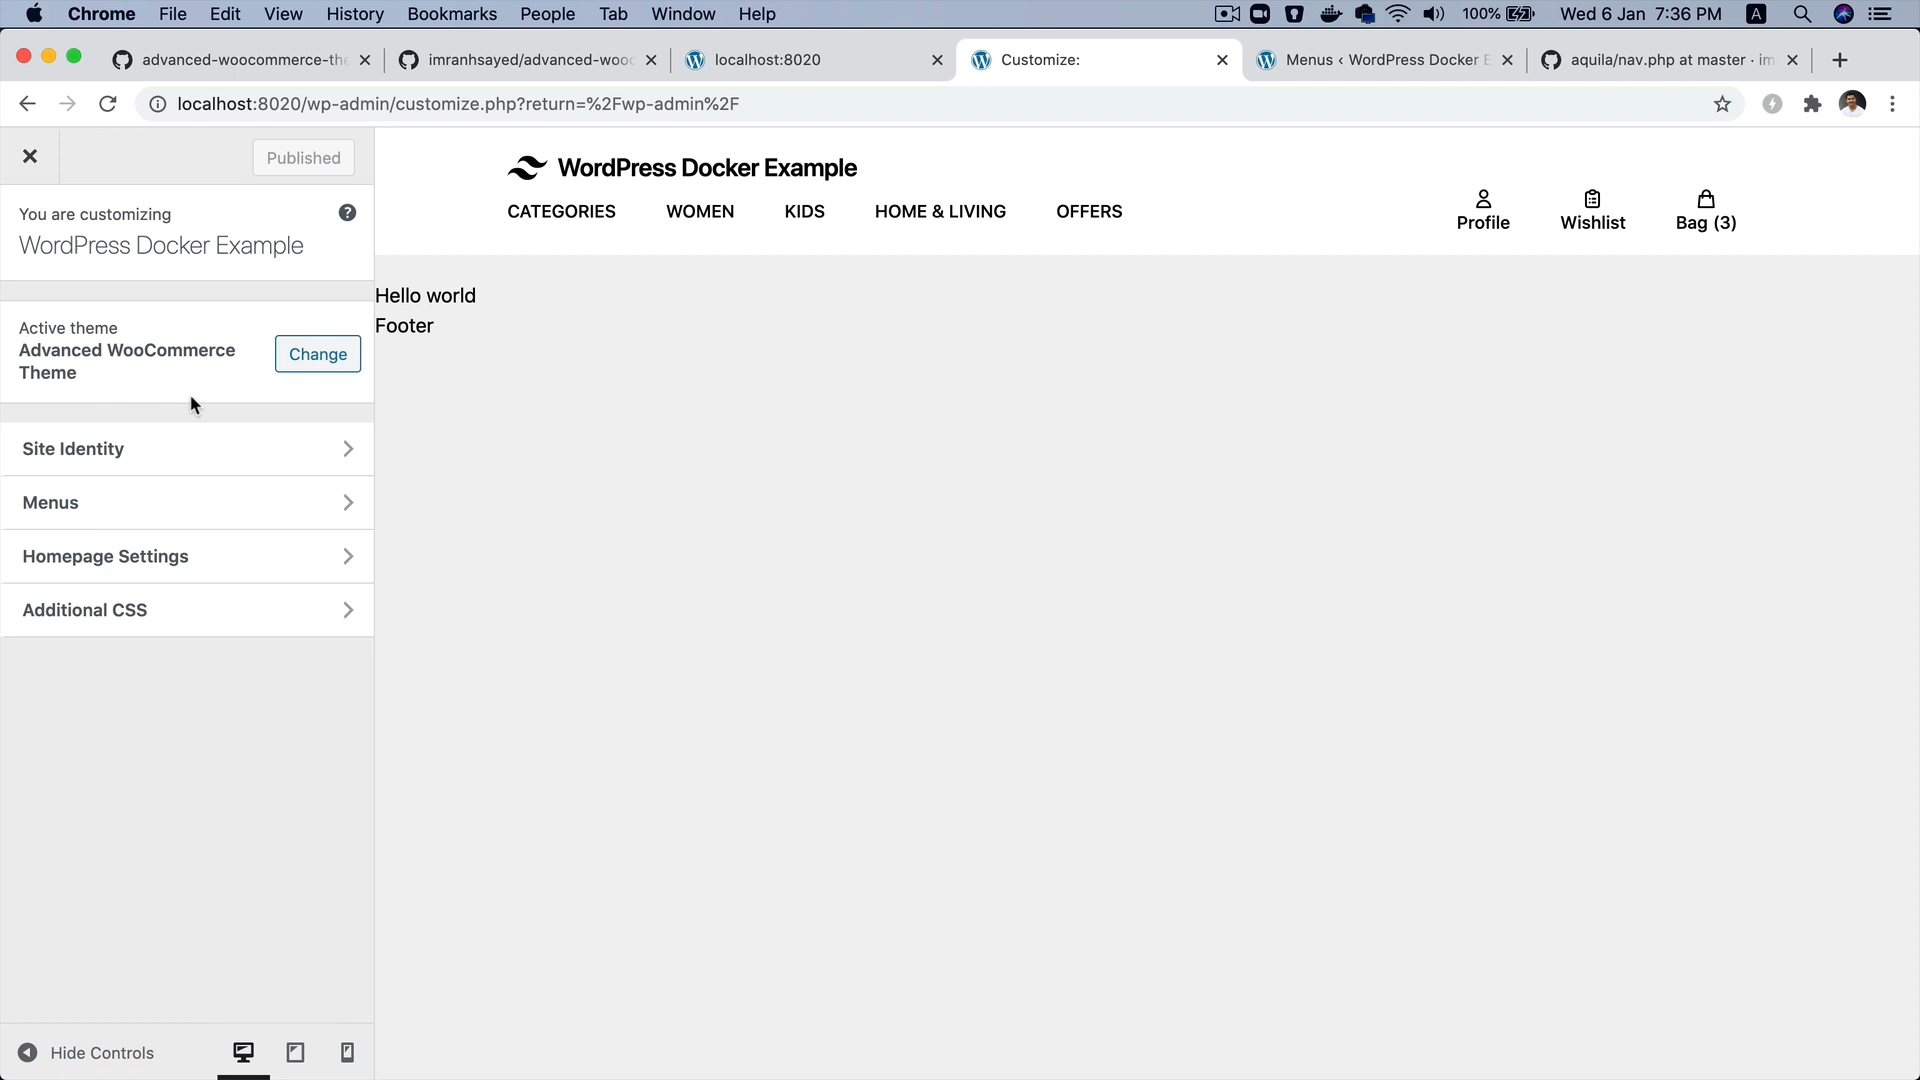 Chrome File Edit View History Bookmarks People Tab Window Help 100% Wed 6 Jan 7:36 PM A
advanced-woocommerce-th imranhsayed/advanced-wooc localhost:8020 Customize: Menus ‹ WordPress Docker E aquila/nav.php at master · im
localhost:8020/wp-admin/customize.php?return=%2Fwp-admin%2F
Published
You are customizing
WordPress Docker Example
Active theme
Advanced WooCommerce
Theme
Change
Site Identity
Menus
Homepage Settings
Additional CSS
Hide Controls
WordPress Docker Example
CATEGORIES WOMEN KIDS HOME & LIVING OFFERS
Profile Wishlist Bag (3)
Hello world
Footer